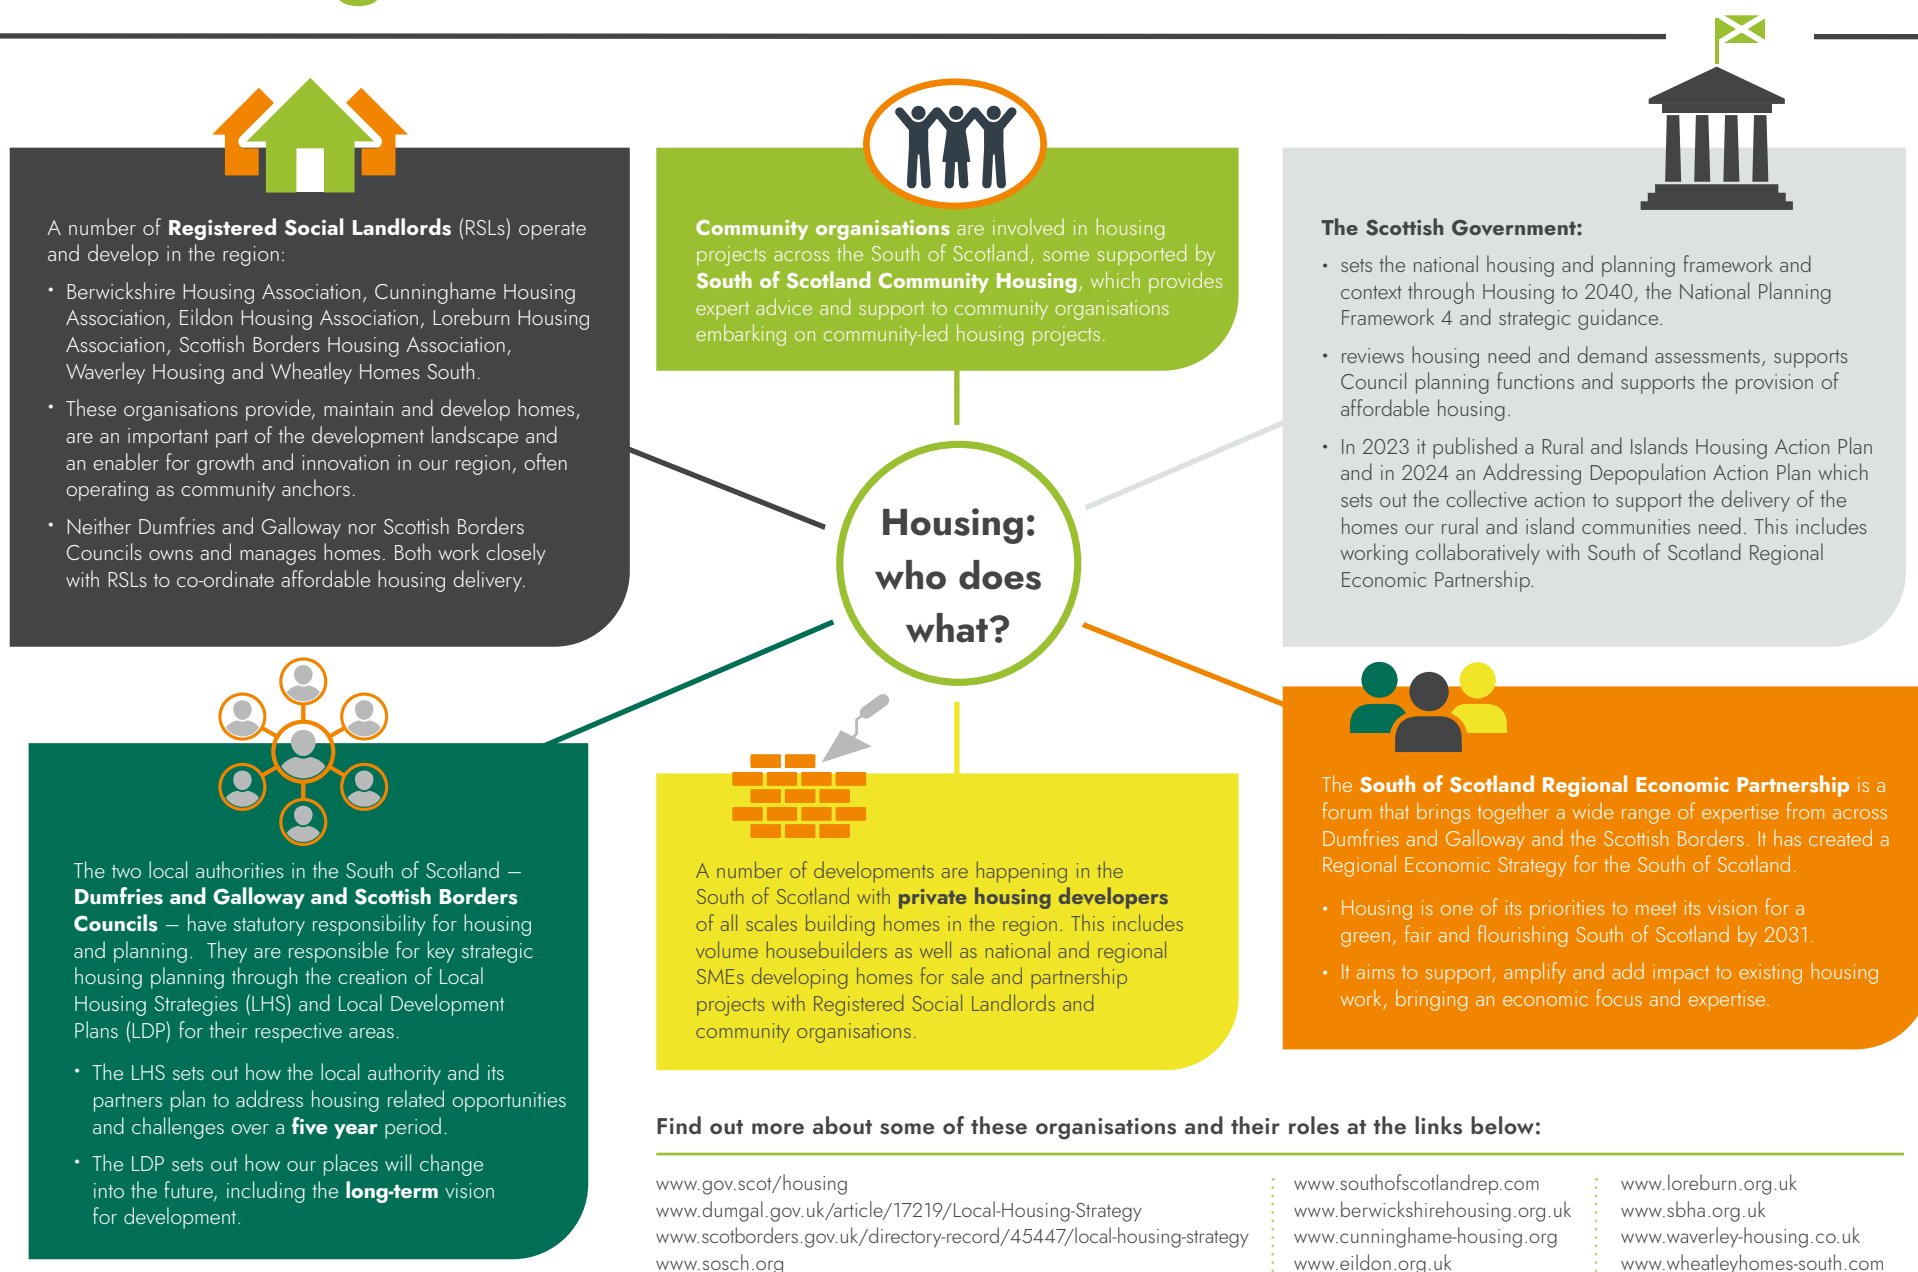 A number of Registered Social Landlords (RSLs) operate
and develop in the region:
• Berwickshire Housing Association, Cunninghame Housing
Association, Eildon Housing Association, Loreburn Housing
Association, Scottish Borders Housing Association,
Waverley Housing and Wheatley Homes South.
• These organisations provide, maintain and develop homes,
are an important part of the development landscape and
an enabler for growth and innovation in our region, often
operating as community anchors.
• Neither Dumfries and Galloway nor Scottish Borders
Councils owns and manages homes. Both work closely
with RSLs to co-ordinate affordable housing delivery.
Community organisations are involved in housing
projects across the South of Scotland, some supported by
South of Scotland Community Housing, which provides
expert advice and support to community organisations
embarking on community-led housing projects.
The Scottish Government:
• sets the national housing and planning framework and
context through Housing to 2040, the National Planning
Framework 4 and strategic guidance.
• reviews housing need and demand assessments, supports
Council planning functions and supports the provision of
affordable housing.
• In 2023 it published a Rural and Islands Housing Action Plan
and in 2024 an Addressing Depopulation Action Plan which
sets out the collective action to support the delivery of the
homes our rural and island communities need. This includes
working collaboratively with South of Scotland Regional
Economic Partnership.
Housing:
who does
what?
The two local authorities in the South of Scotland –
Dumfries and Galloway and Scottish Borders
Councils – have statutory responsibility for housing
and planning. They are responsible for key strategic
housing planning through the creation of Local
Housing Strategies (LHS) and Local Development
Plans (LDP) for their respective areas.
• The LHS sets out how the local authority and its
partners plan to address housing related opportunities
and challenges over a five year period.
• The LDP sets out how our places will change
into the future, including the long-term vision
for development.
A number of developments are happening in the
South of Scotland with private housing developers
of all scales building homes in the region. This includes
volume housebuilders as well as national and regional
SMEs developing homes for sale and partnership
projects with Registered Social Landlords and
community organisations.
The South of Scotland Regional Economic Partnership is a
forum that brings together a wide range of expertise from across
Dumfries and Galloway and the Scottish Borders. It has created a
Regional Economic Strategy for the South of Scotland.
• Housing is one of its priorities to meet its vision for a
green, fair and flourishing South of Scotland by 2031.
• It aims to support, amplify and add impact to existing housing
work, bringing an economic focus and expertise.
Find out more about some of these organisations and their roles at the links below:
www.gov.scot/housing
www.dumgal.gov.uk/article/17219/Local-Housing-Strategy
www.scotborders.gov.uk/directory-record/45447/local-housing-strategy
www.sosch.org
www.southofscotlandrep.com
www.berwickshirehousing.org.uk
www.cunninghame-housing.org
www.eildon.org.uk
www.loreburn.org.uk
www.sbha.org.uk
www.waverley-housing.co.uk
www.wheatleyhomes-south.com